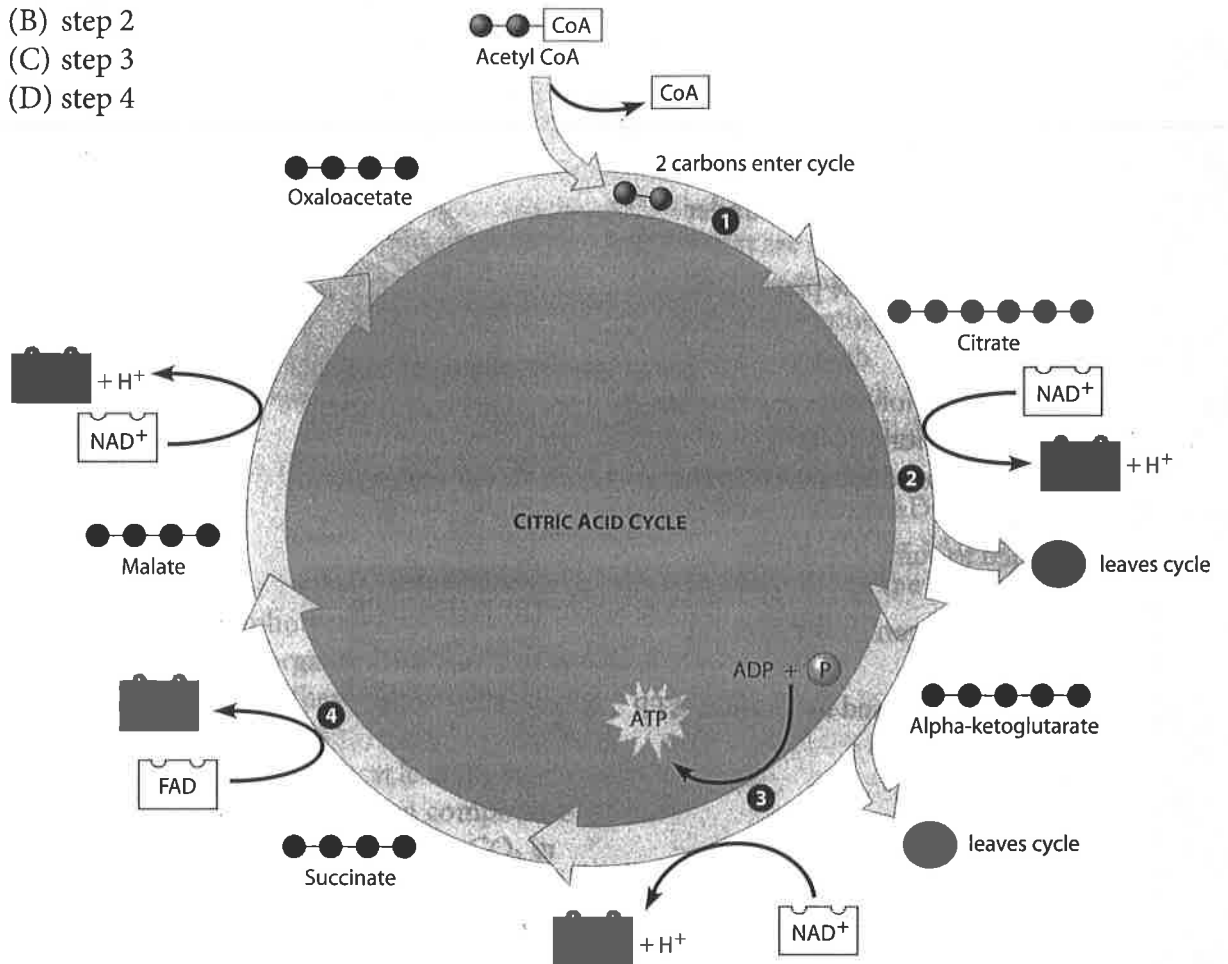 (B) step 2
(C) step 3
(D) step 4
CoA
Acetyl CoA
CoA
2 carbons enter cycle
Oxaloacetate
1
Citrate
NAD+
+ H+
NAD+
+ H+
2
CITRIC ACID CYCLE
Malate
leaves cycle
ADP + P
ATP
Alpha-ketoglutarate
4
FAD
3
leaves cycle
Succinate
+ H+
NAD+